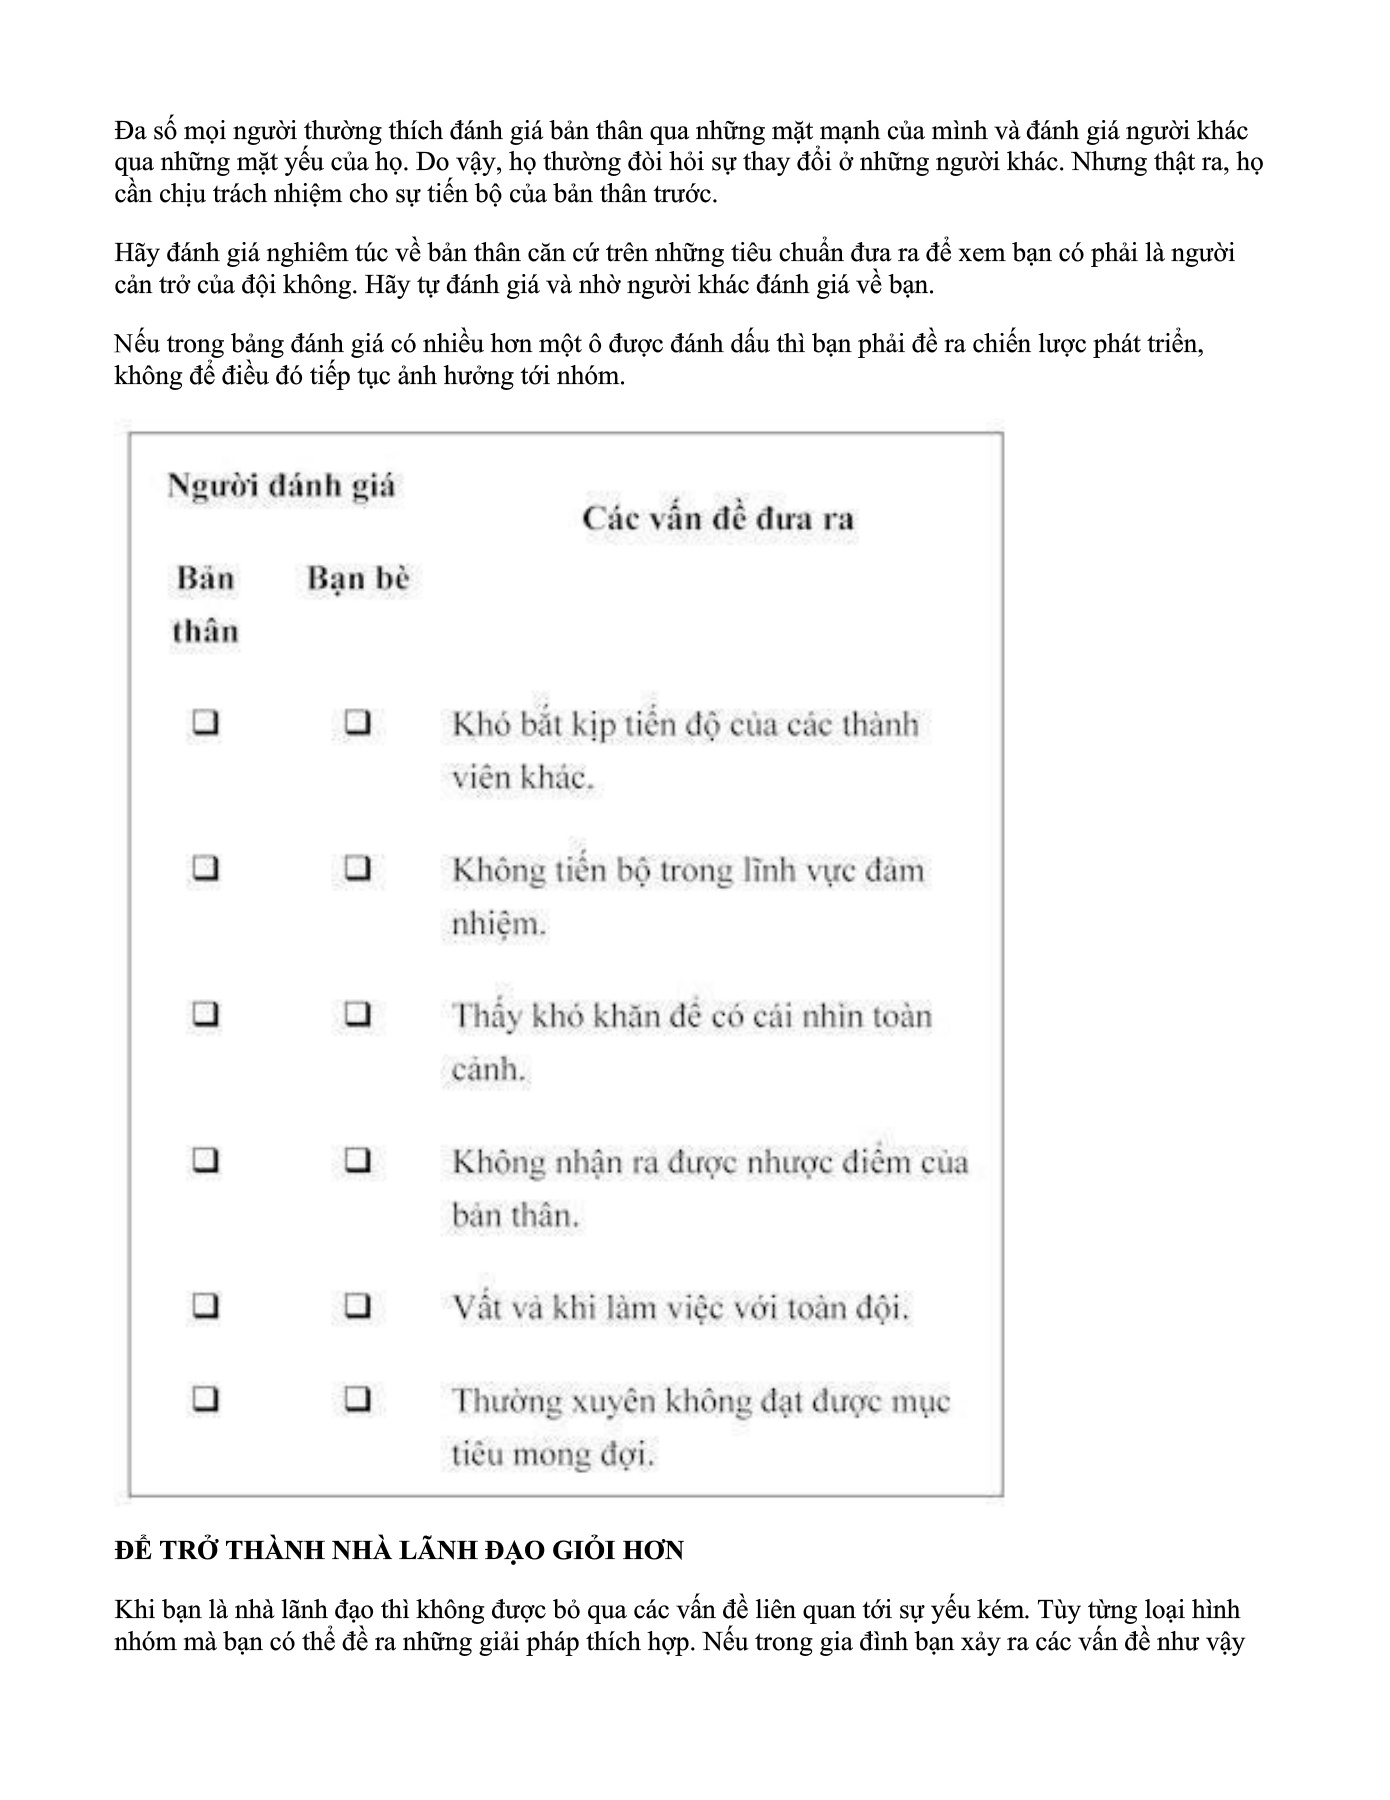 Đa số mọi người thường thích đánh giá bản thân qua những mặt mạnh của mình và đánh giá người khác
qua những mặt yếu của họ. Do vậy, họ thường đòi hỏi sự thay đổi ở những người khác. Nhưng thật ra, họ
cần chịu trách nhiệm cho sự tiến bộ của bản thân trước.
Hãy đánh giá nghiêm túc về bản thân căn cứ trên những tiêu chuẩn đưa ra để xem bạn có phải là người
cản trở của đội không. Hãy tự đánh giá và nhờ người khác đánh giá về bạn.
Nếu trong bảng đánh giá có nhiều hơn một ô được đánh dấu thì bạn phải đề ra chiến lược phát triển,
không để điều đó tiếp tục ảnh hưởng tới nhóm.
Người đánh giá
Các vấn đề đưa ra
Bản Bạn bè
thân
❏ ❏ Khó bắt kịp tiến độ của các thành
viên khác.
❏ ❏ Không tiến bộ trong lĩnh vực đảm
nhiệm.
❏ ❏ Thấy khó khăn để có cái nhìn toàn
cảnh.
❏ ❏ Không nhận ra được nhược điểm của
bản thân.
❏ ❏ Vất vả khi làm việc với toàn đội.
❏ ❏ Thường xuyên không đạt được mục
tiêu mong đợi.
ĐỂ TRỞ THÀNH NHÀ LÃNH ĐẠO GIỎI HƠN
Khi bạn là nhà lãnh đạo thì không được bỏ qua các vấn đề liên quan tới sự yếu kém. Tùy từng loại hình
nhóm mà bạn có thể đề ra những giải pháp thích hợp. Nếu trong gia đình bạn xảy ra các vấn đề như vậy